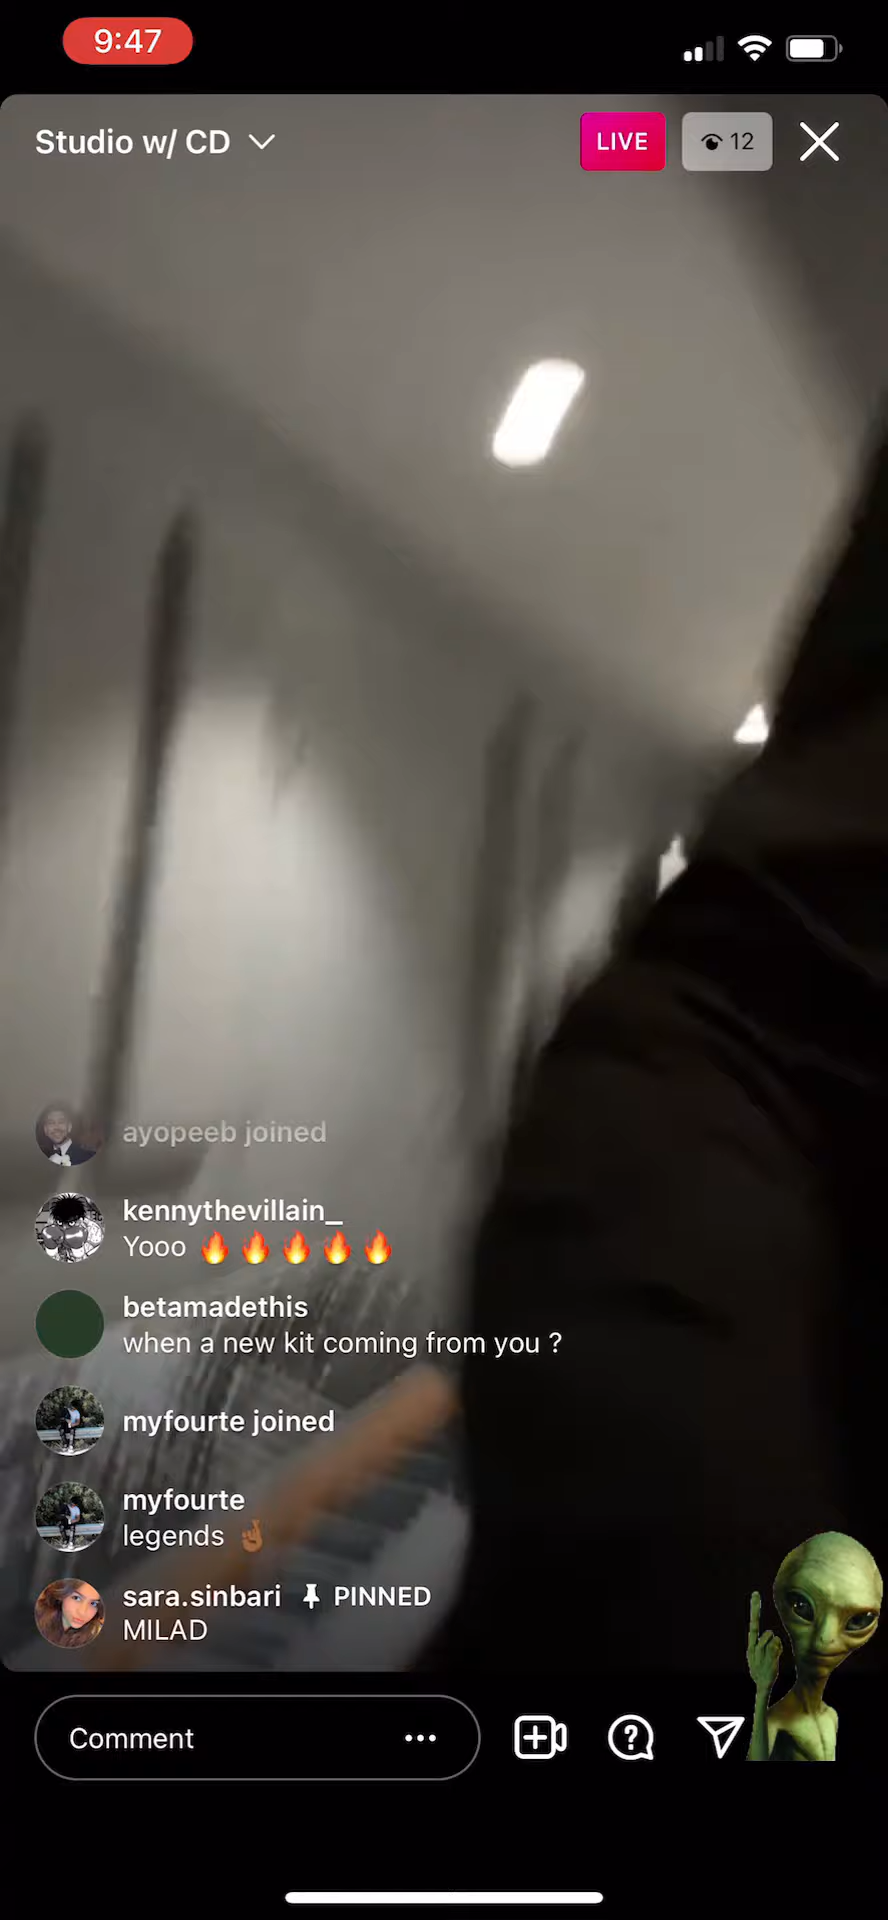 9:47
Studio w/ CD
LIVE
12
ayopeeb joined
kennythevillain_
Yooo 🔥🔥🔥🔥🔥
betamadethis
when a new kit coming from you ?
myfourte joined
myfourte
legends 🤞🏾
sara.sinbari PINNED
MILAD
Comment